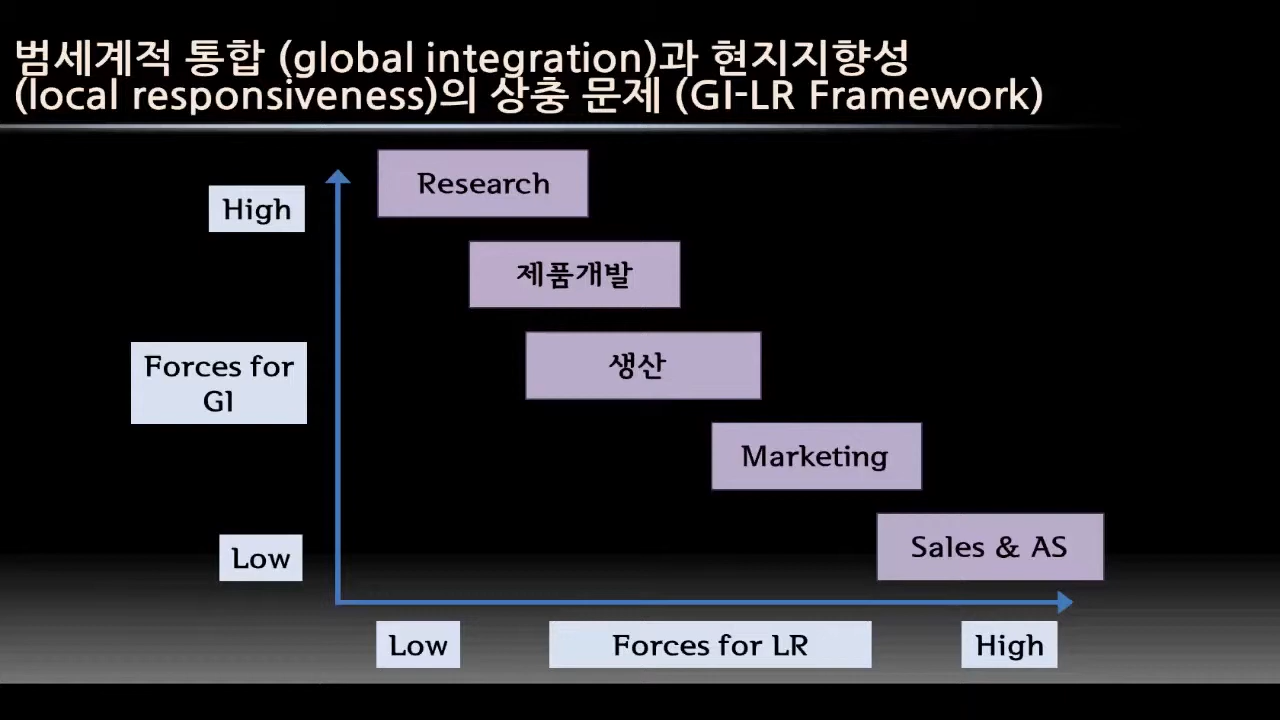 범세계적 통합 (global integration)과 현지지향성
(local responsiveness)의 상충 문제 (GI-LR Framework)
Research
High
제품개발
생산
Forces for
GI
Marketing
Sales & AS
Low
Low
Forces for LR
High